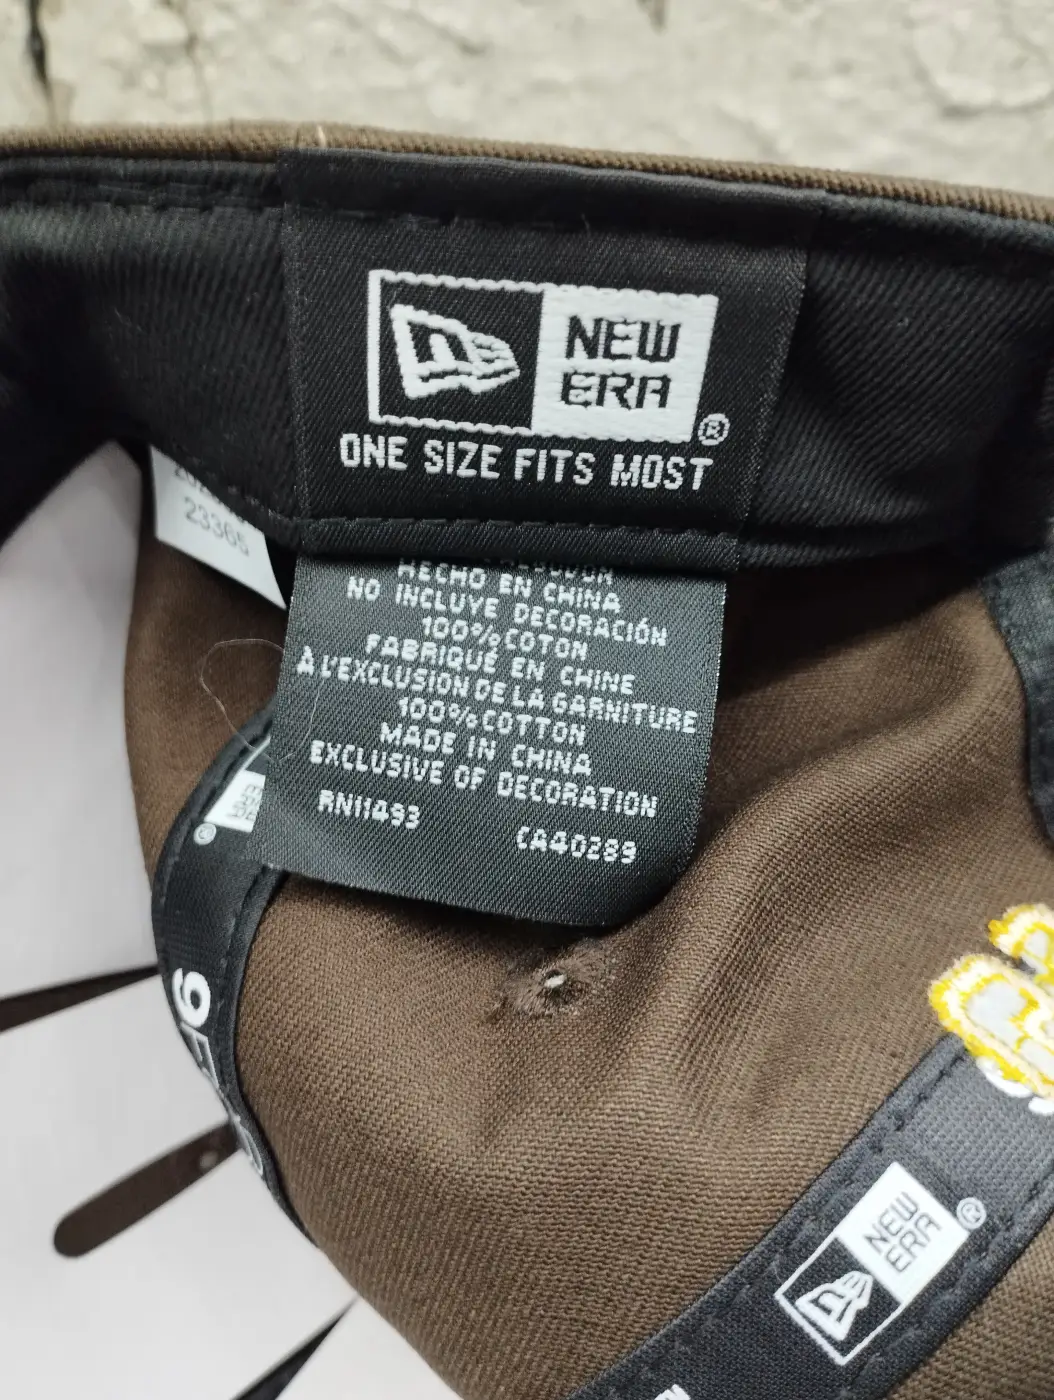 NEW
ERA
®
ONE SIZE FITS MOST
23365
HECHO EN CHINA
NO INCLUYE DECORACIÓN
100% COTON
FABRIQUÉ EN CHINE
À L'EXCLUSION DE LA GARNITURE
100% COTTON
MADE IN CHINA
EXCLUSIVE OF DECORATION
RN11493
CA40289
®
NEW
ERA
®